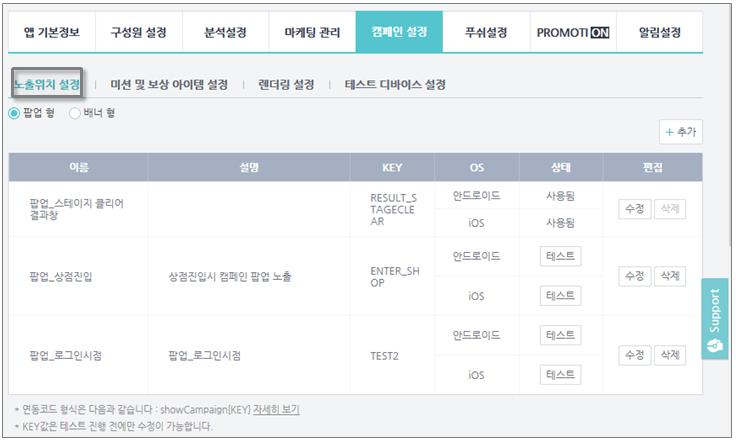 앱 기본정보 구성원 설정 분석설정 마케팅 관리 캠페인 설정 푸쉬설정 PROMOTION 알림설정
노출위치 설정 | 미션 및 보상 아이템 설정 | 렌더링 설정 | 테스트 디바이스 설정
팝업 형 배너 형
+ 추가
이름 설명 KEY OS 상태 편집
팝업_스테이지 클리어
결과창
RESULT_S
TAGECLE
AR
안드로이드 사용됨
iOS 사용됨
수정 삭제
팝업_상점진입 상점진입시 캠페인 팝업 노출
ENTER_SH
OP
안드로이드 테스트
iOS 테스트
수정 삭제
팝업_로그인시점 팝업_로그인시점 TEST2
안드로이드 테스트
iOS 테스트
수정 삭제
Support
* 연동코드 형식은 다음과 같습니다 : showCampaign[KEY] 자세히 보기
* KEY값은 테스트 진행 전에만 수정이 가능합니다.